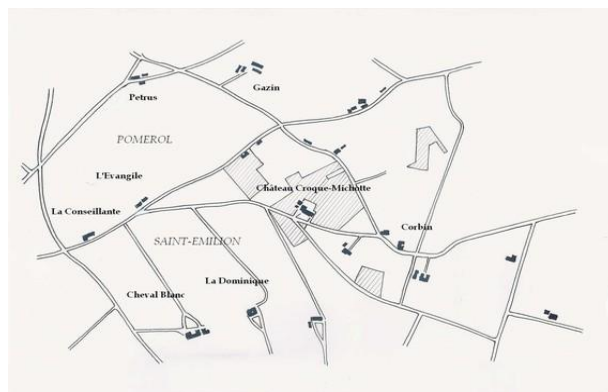 Gazin
Petrus
POMEROL
L'Evangile
Château Croque-Michotte
La Conseillante
Corbin
SAINT-EMILION
La Dominique
Cheval Blanc